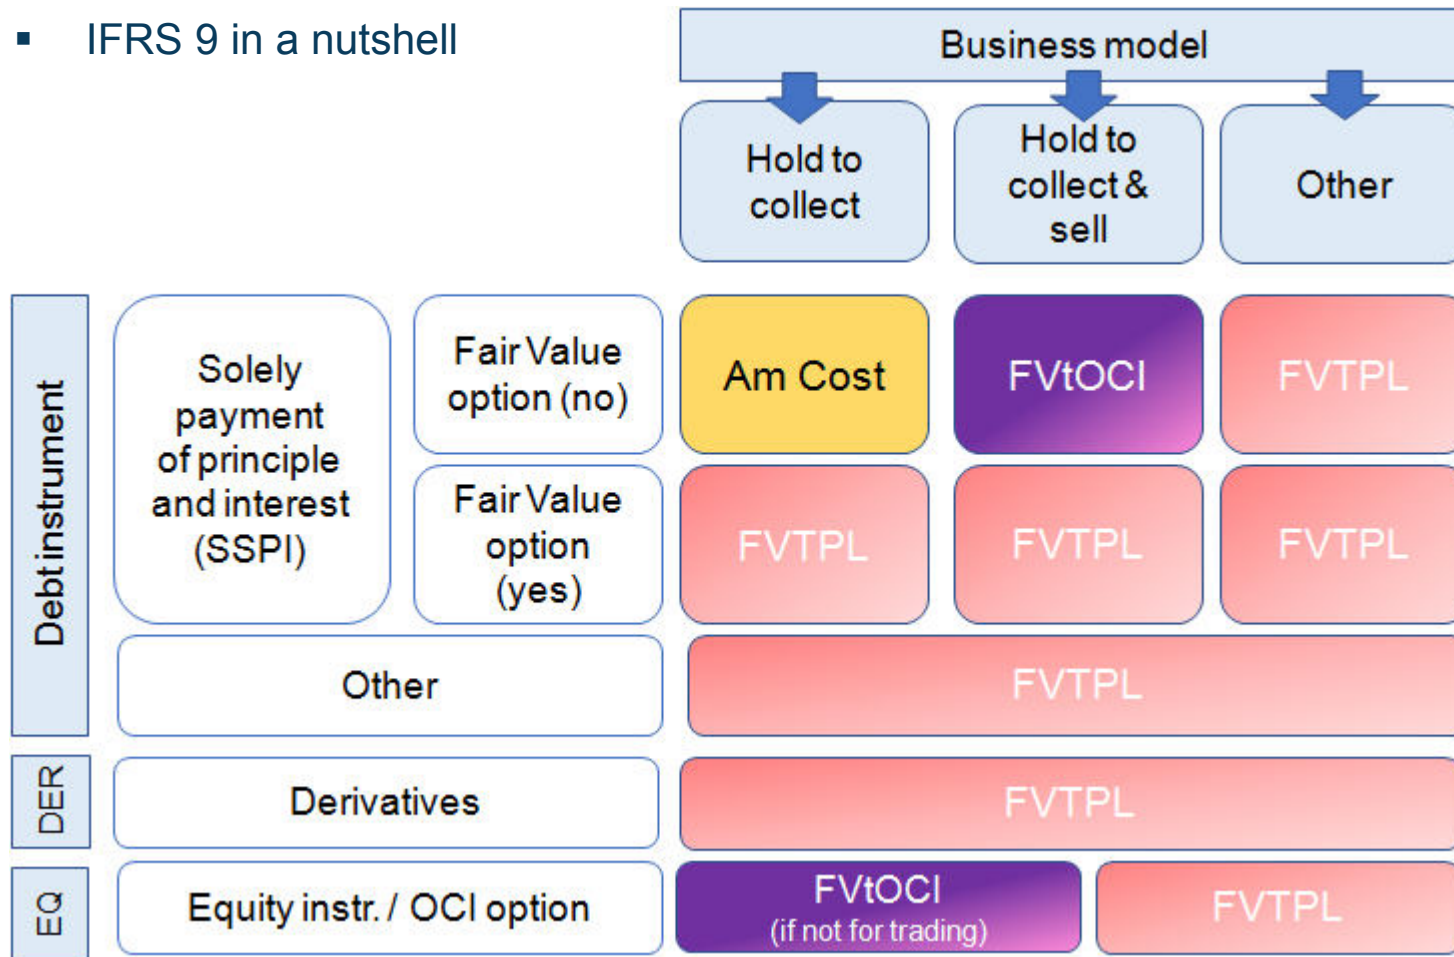 ▪ IFRS 9 in a nutshell
Business model
Hold to
collect
Hold to
collect &
sell
Other
Debt instrument
Solely
payment
of principle
and interest
(SSPI)
Fair Value
option (no)
Am Cost
FVtOCI
FVTPL
Fair Value
option
(yes)
FVTPL
FVTPL
FVTPL
Other
FVTPL
DER
Derivatives
FVTPL
EQ
Equity instr. / OCI option
FVtOCI
(if not for trading)
FVTPL